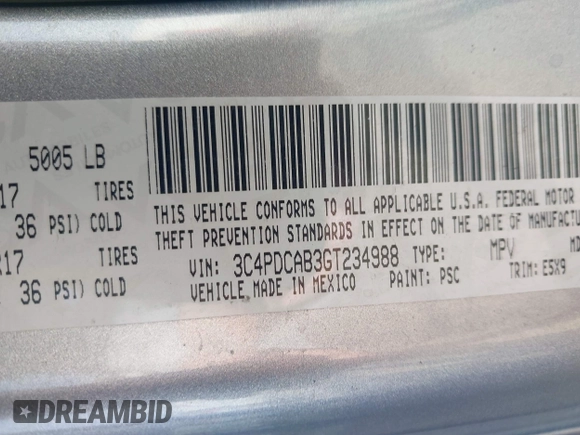 5005 LB
17 TIRES
36 PSI) COLD
R17 TIRES
36 PSI) COLD
THIS VEHICLE CONFORMS TO ALL APPLICABLE U.S.A. FEDERAL MOTOR
THEFT PREVENTION STANDARDS IN EFFECT ON THE DATE OF MANUFACTU
VIN: 3C4PDCAB3GT234988 TYPE: MPV MD
VEHICLE MADE IN MEXICO PAINT: PSC TRIM: E5X9
DREAMBID